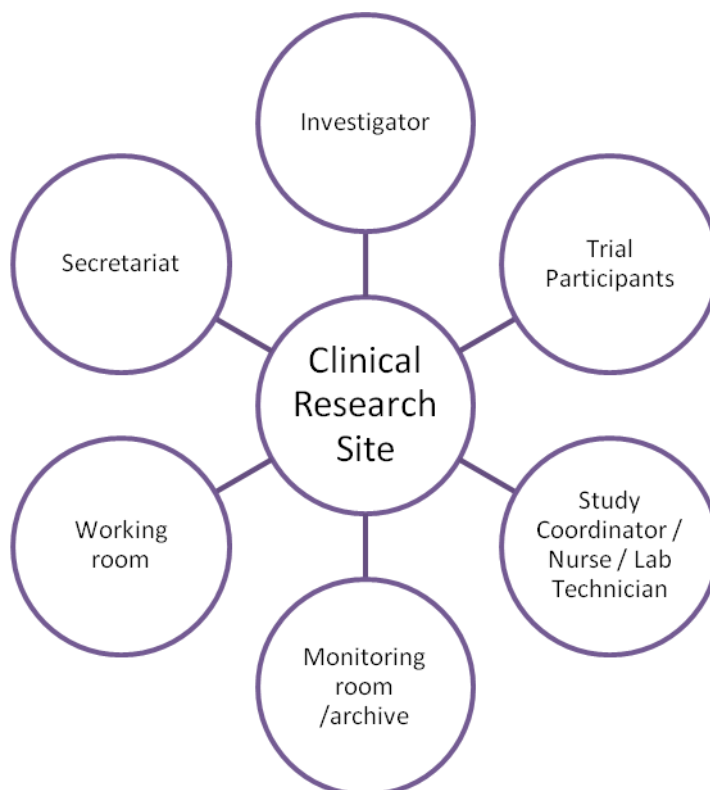 Investigator
Secretariat
Trial
Participants
Clinical
Research
Site
Working
room
Study
Coordinator /
Nurse / Lab
Technician
Monitoring
room
/archive